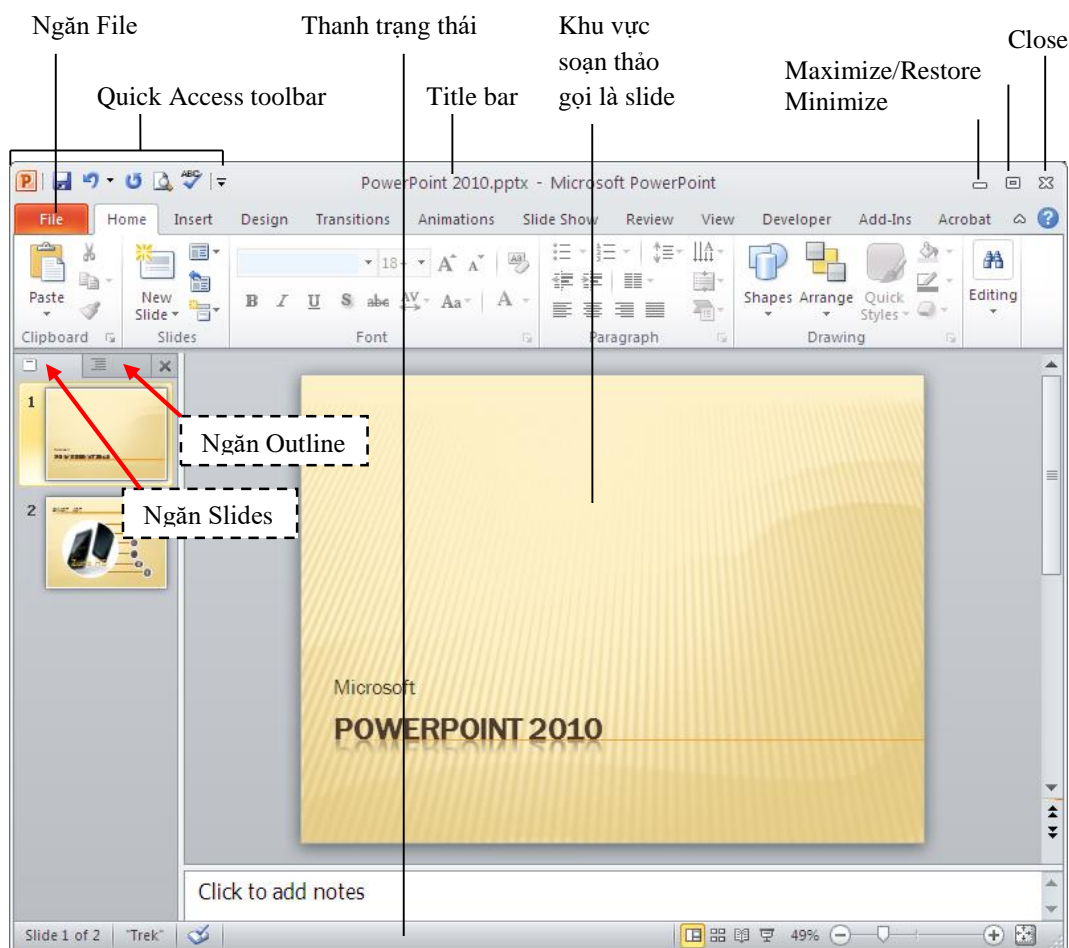 Ngăn File
Thanh trạng thái
Khu vực
soạn thảo
gọi là slide
Close
Maximize/Restore
Minimize
Quick Access toolbar
Title bar
PowerPoint 2010.pptx - Microsoft PowerPoint
File Home Insert Design Transitions Animations Slide Show Review View Developer Add-Ins Acrobat
Paste
New
Slide
18
B I U S abc AV Aa A
Shapes Arrange Quick
Styles
Editing
Clipboard Slides Font Paragraph Drawing
1
Ngăn Outline
2
Ngăn Slides
Microsoft
POWERPOINT 2010
Click to add notes
Slide 1 of 2 "Trek" 49%